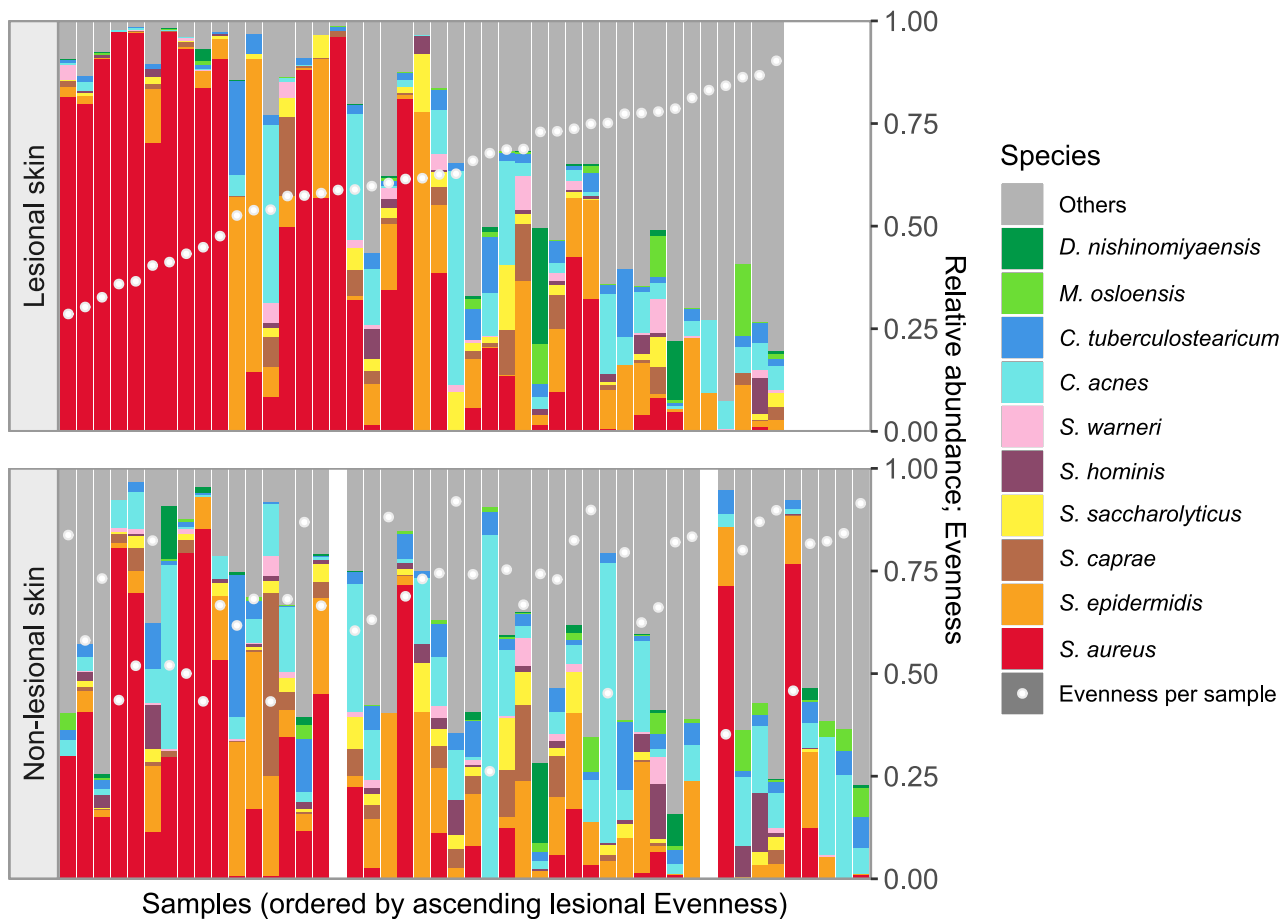 Lesional skin
1.00
0.75
0.50
0.25
0.00
Non-lesional skin
1.00
0.75
0.50
0.25
0.00
Relative abundance; Evenness
Samples (ordered by ascending lesional Evenness)
Species
Others
D. nishinomiyaensis
M. osloensis
C. tuberculostearicum
C. acnes
S. warneri
S. hominis
S. saccharolyticus
S. caprae
S. epidermidis
S. aureus
Evenness per sample